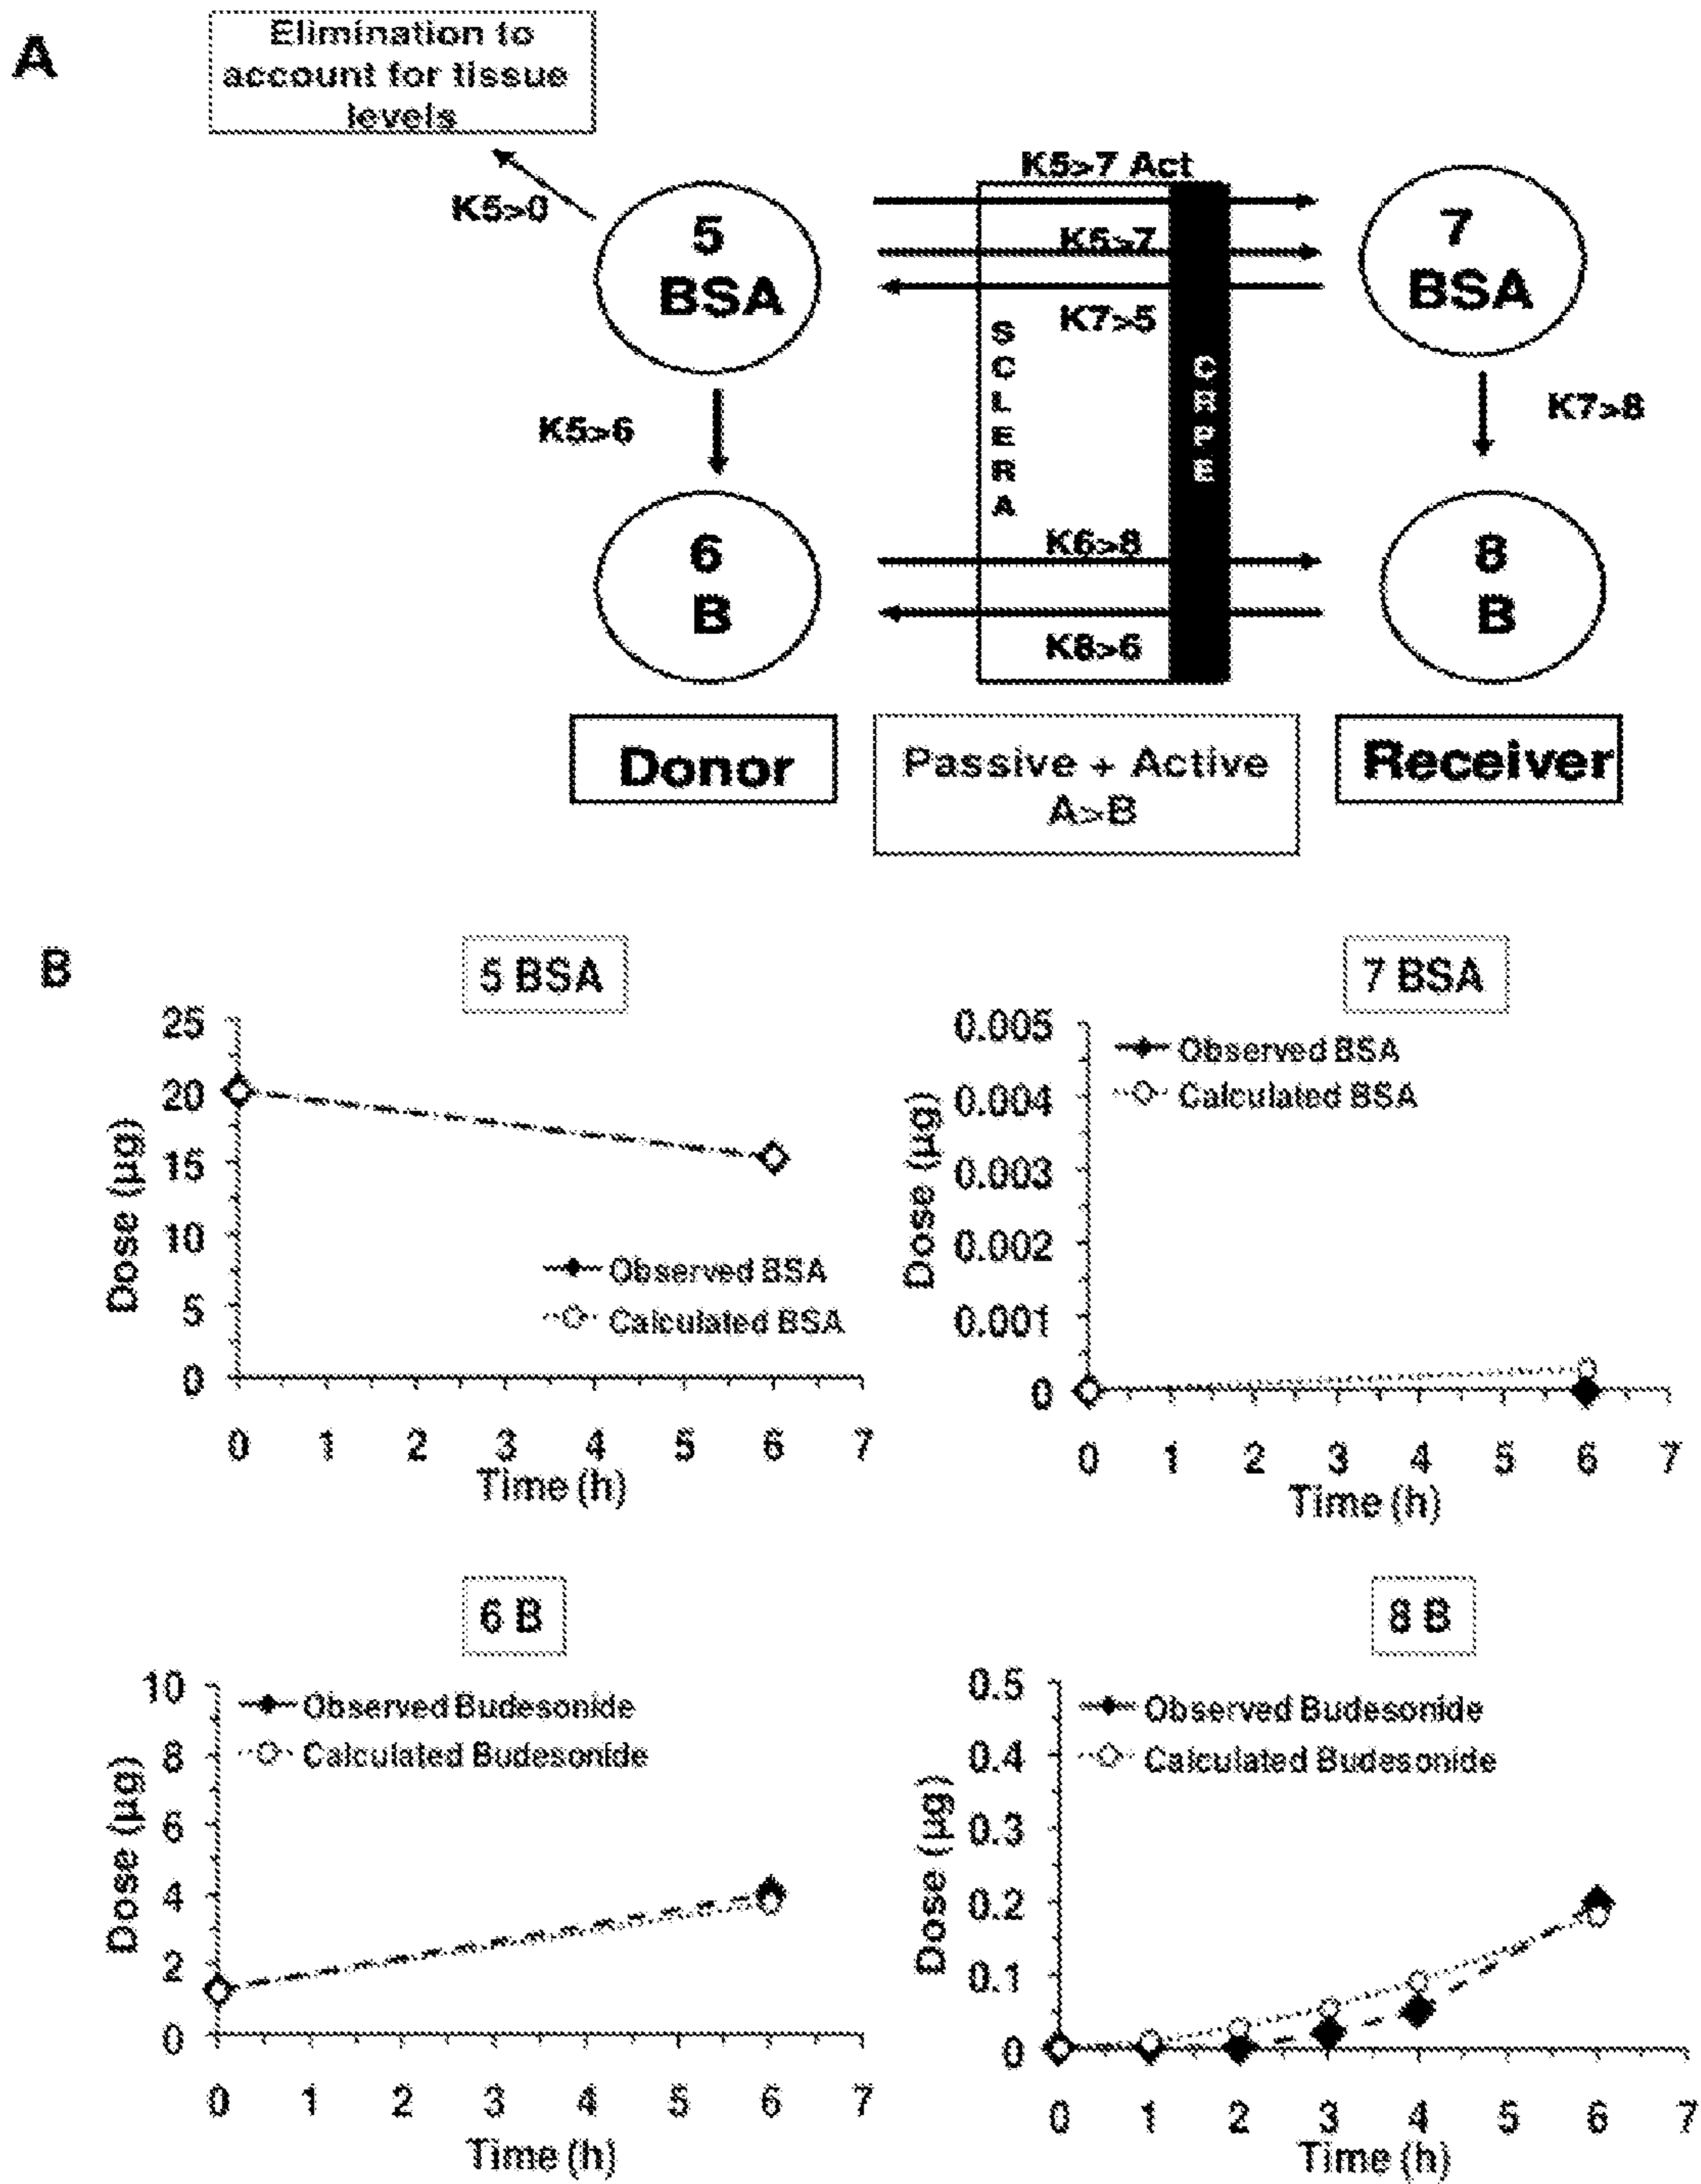 A
Elimination to
account for tissue
levels
K5>0
K5>7 Act
K5>7
K7>5
5
BSA
7
BSA
K5>6
K7>8
SCLERA
CRPE
6
B
K6>8
K8>6
8
B
Donor
Passive + Active
A>B
Receiver
B
5 BSA
25
20
15
10
5
0
Dose (µg)
Observed BSA
Calculated BSA
0 1 2 3 4 5 6 7
Time (h)
7 BSA
0.005
0.004
0.003
0.002
0.001
0
Dose (µg)
Observed BSA
Calculated BSA
0 1 2 3 4 5 6 7
Time (h)
6 B
10
8
6
4
2
0
Dose (µg)
Observed Budesonide
Calculated Budesonide
0 1 2 3 4 5 6 7
Time (h)
8 B
0.5
0.4
0.3
0.2
0.1
0
Dose (µg)
Observed Budesonide
Calculated Budesonide
0 1 2 3 4 5 6 7
Time (h)